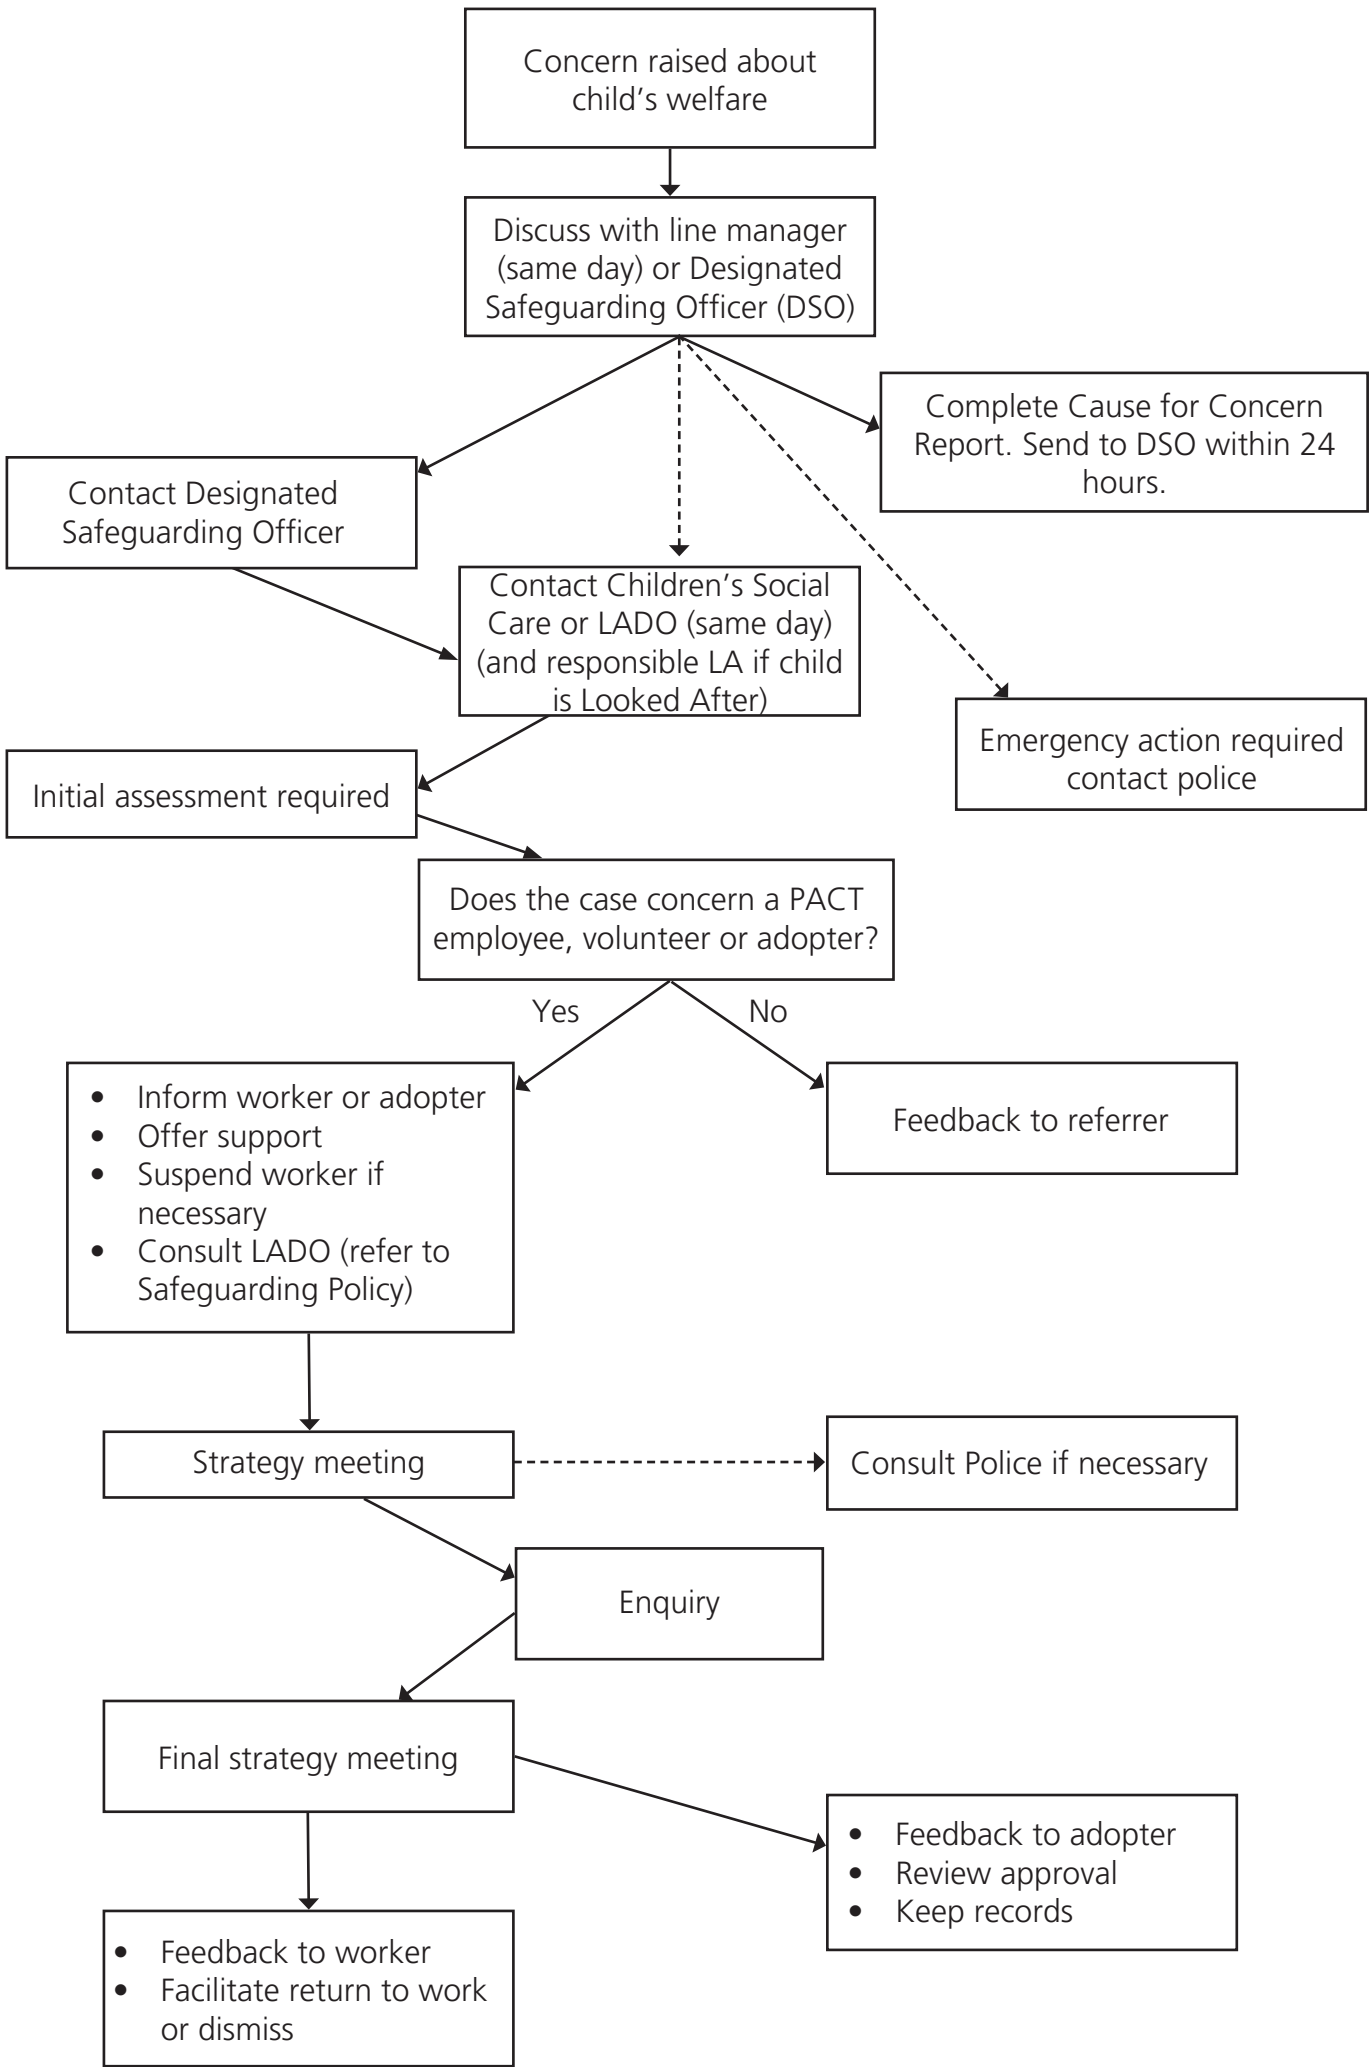 Concern raised about
child's welfare
Discuss with line manager
(same day) or Designated
Safeguarding Officer (DSO)
Complete Cause for Concern
Report. Send to DSO within 24
hours.
Contact Designated
Safeguarding Officer
Contact Children's Social
Care or LADO (same day)
(and responsible LA if child
is Looked After)
Emergency action required
contact police
Initial assessment required
Does the case concern a PACT
employee, volunteer or adopter?
Yes
No
• Inform worker or adopter
• Offer support
• Suspend worker if
necessary
• Consult LADO (refer to
Safeguarding Policy)
Feedback to referrer
Strategy meeting
Consult Police if necessary
Enquiry
Final strategy meeting
• Feedback to adopter
• Review approval
• Keep records
• Feedback to worker
• Facilitate return to work
or dismiss